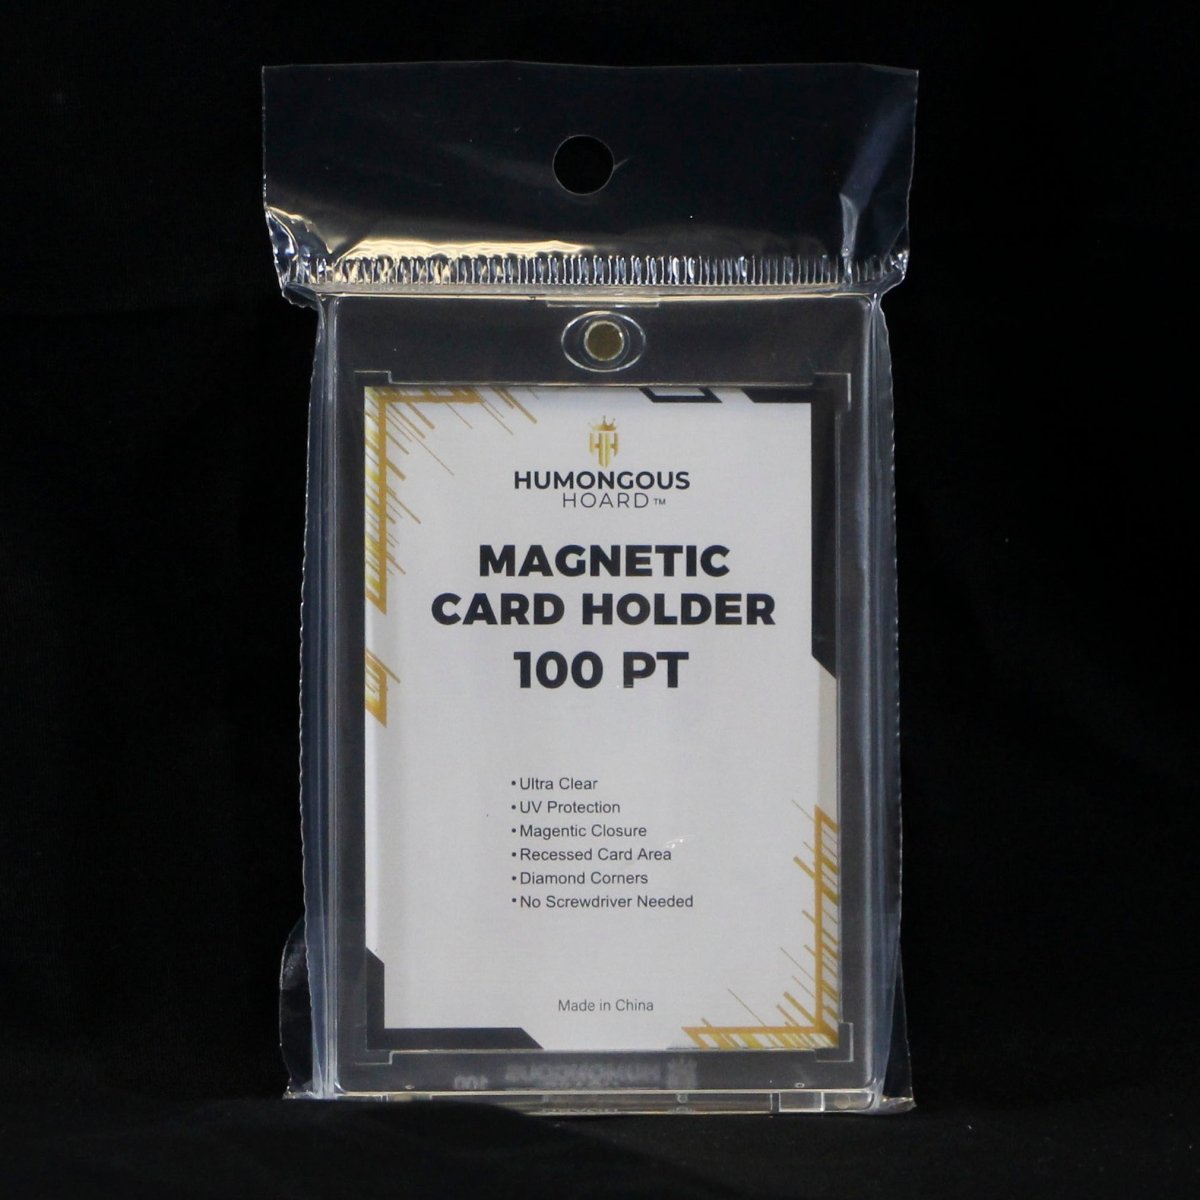 HH
HUMONGOUS
HOARD™
MAGNETIC
CARD HOLDER
100 PT
•Ultra Clear
•UV Protection
•Magentic Closure
•Recessed Card Area
•Diamond Corners
•No Screwdriver Needed
Made in China